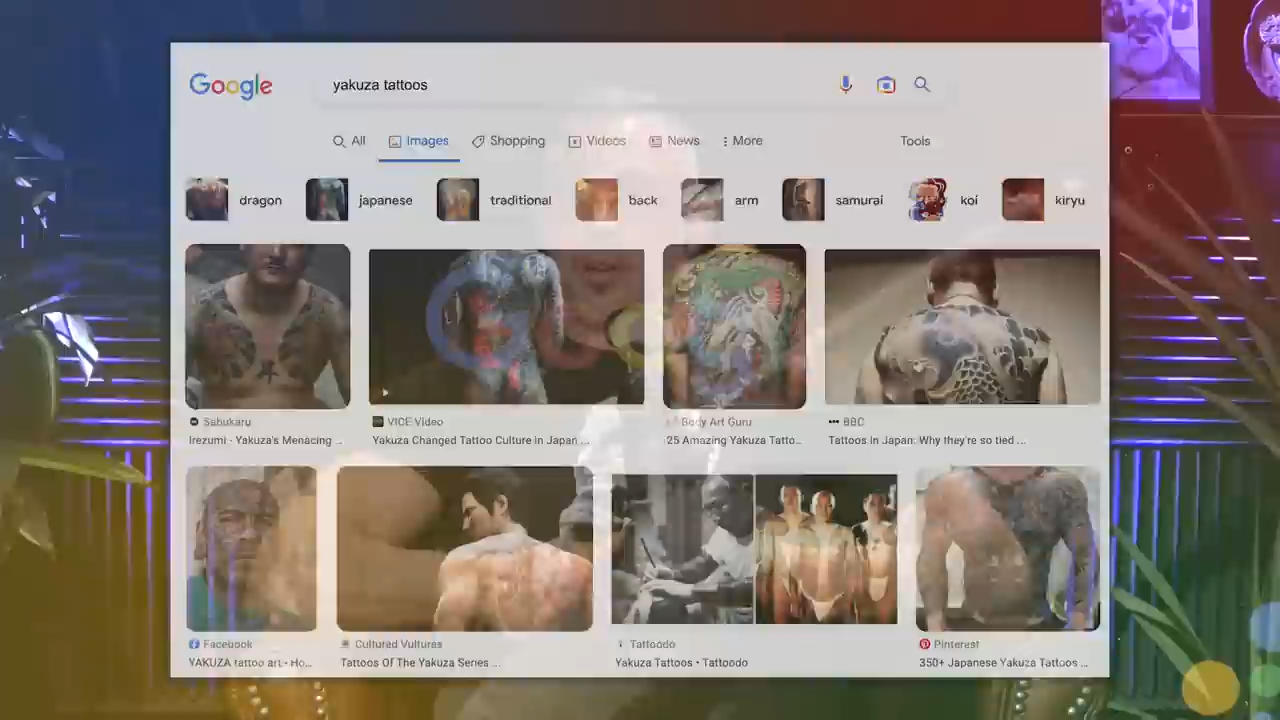 Google
yakuza tattoos
All Images Shopping Videos News More Tools
dragon japanese traditional back arm samurai koi kiryu
Sabukaru VICE Video Body Art Guru BBC
Irezumi - Yakuza's Menacing ... Yakuza Changed Tattoo Culture in Japan ... 25 Amazing Yakuza Tatto... Tattoos in Japan: Why they're so tied ...
Facebook Cultured Vultures Tattoodo Pinterest
YAKUZA tattoo art - Ho... Tattoos Of The Yakuza Series ... Yakuza Tattoos • Tattoodo 350+ Japanese Yakuza Tattoos ...